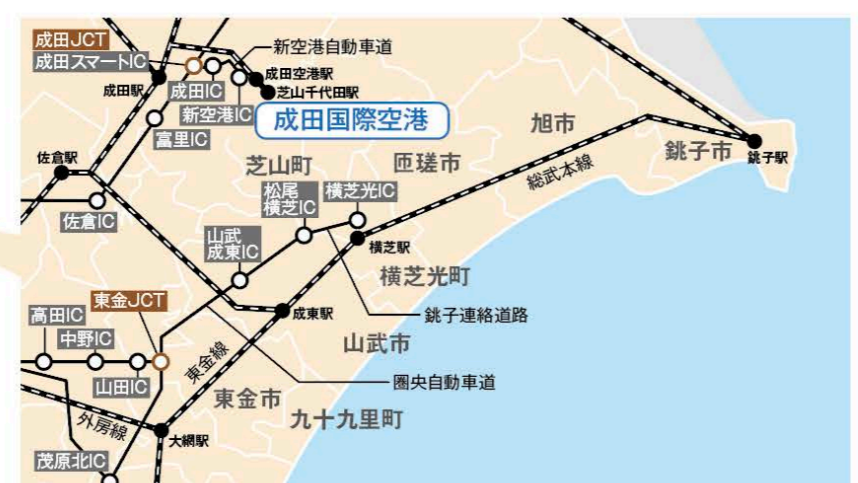 成田JCT
成田スマートIC
新空港自動車道
成田空港駅
芝山千代田駅
成田駅
成田IC
新空港IC
成田国際空港
富里IC
旭市
銚子市
銚子駅
佐倉駅
芝山町
匝瑳市
総武本線
佐倉IC
松尾
横芝IC
横芝光IC
山武
成東IC
横芝駅
横芝光町
東金JCT
高田IC
中野IC
山田IC
成東駅
銚子連絡道路
山武市
東金線
圏央自動車道
東金市
九十九里町
外房線
大網駅
茂原北IC